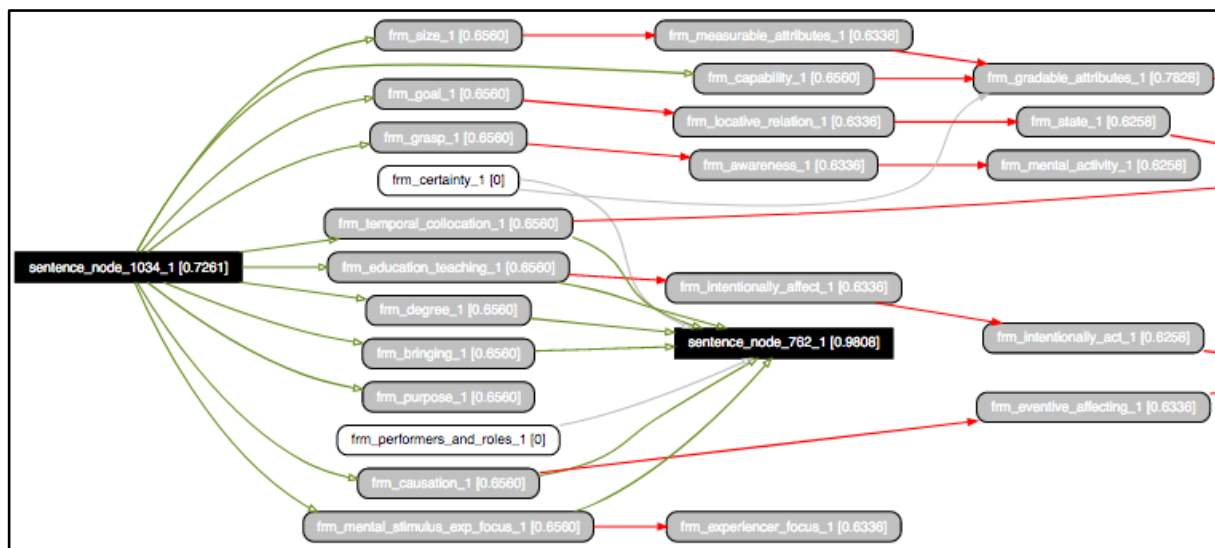 frm_size_1 [0.6560]
frm_measurable_attributes_1 [0.6336]
frm_capability_1 [0.6560]
frm_gradable_attributes_1 [0.7828]
frm_goal_1 [0.6560]
frm_locative_relation_1 [0.6336]
frm_state_1 [0.6258]
frm_grasp_1 [0.6560]
frm_awareness_1 [0.6336]
frm_mental_activity_1 [0.6258]
frm_certainty_1 [0]
frm_temporal_collocation_1 [0.6560]
sentence_node_1034_1 [0.7261]
frm_education_teaching_1 [0.6560]
frm_intentionally_affect_1 [0.6336]
frm_degree_1 [0.6560]
frm_intentionally_act_1 [0.6258]
sentence_node_762_1 [0.9808]
frm_bringing_1 [0.6560]
frm_purpose_1 [0.6560]
frm_eventive_affecting_1 [0.6336]
frm_performers_and_roles_1 [0]
frm_causation_1 [0.6560]
frm_mental_stimulus_exp_focus_1 [0.6560]
frm_experiencer_focus_1 [0.6336]